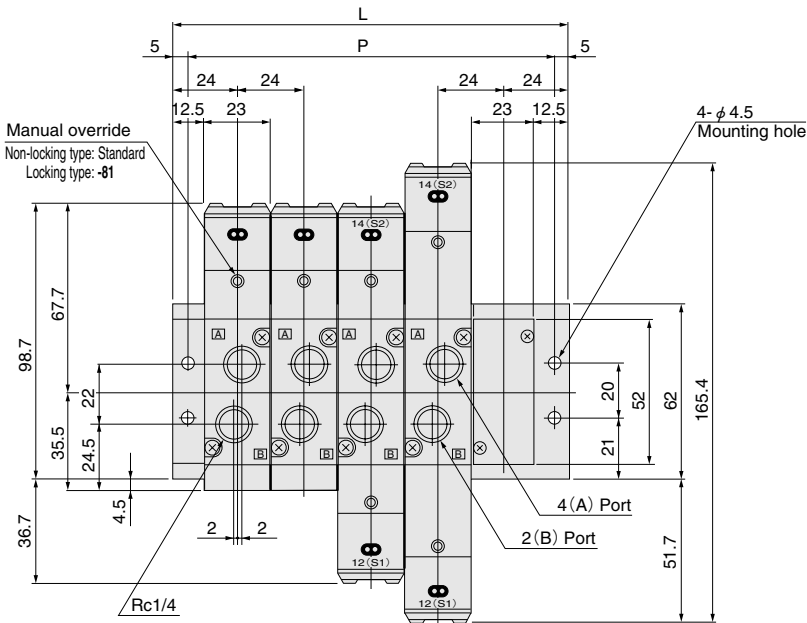 L
P
5
5
24
24
24
24
12.5
23
23
12.5
4-φ4.5
Mounting hole
Manual override
Non-locking type: Standard
Locking type: -81
14(S2)
14(S2)
98.7
67.7
22
35.5
24.5
4.5
36.7
A
A
A
A
B
B
B
B
20
21
52
62
165.4
51.7
4(A) Port
2(B) Port
2
2
12(S1)
12(S1)
Rc1/4